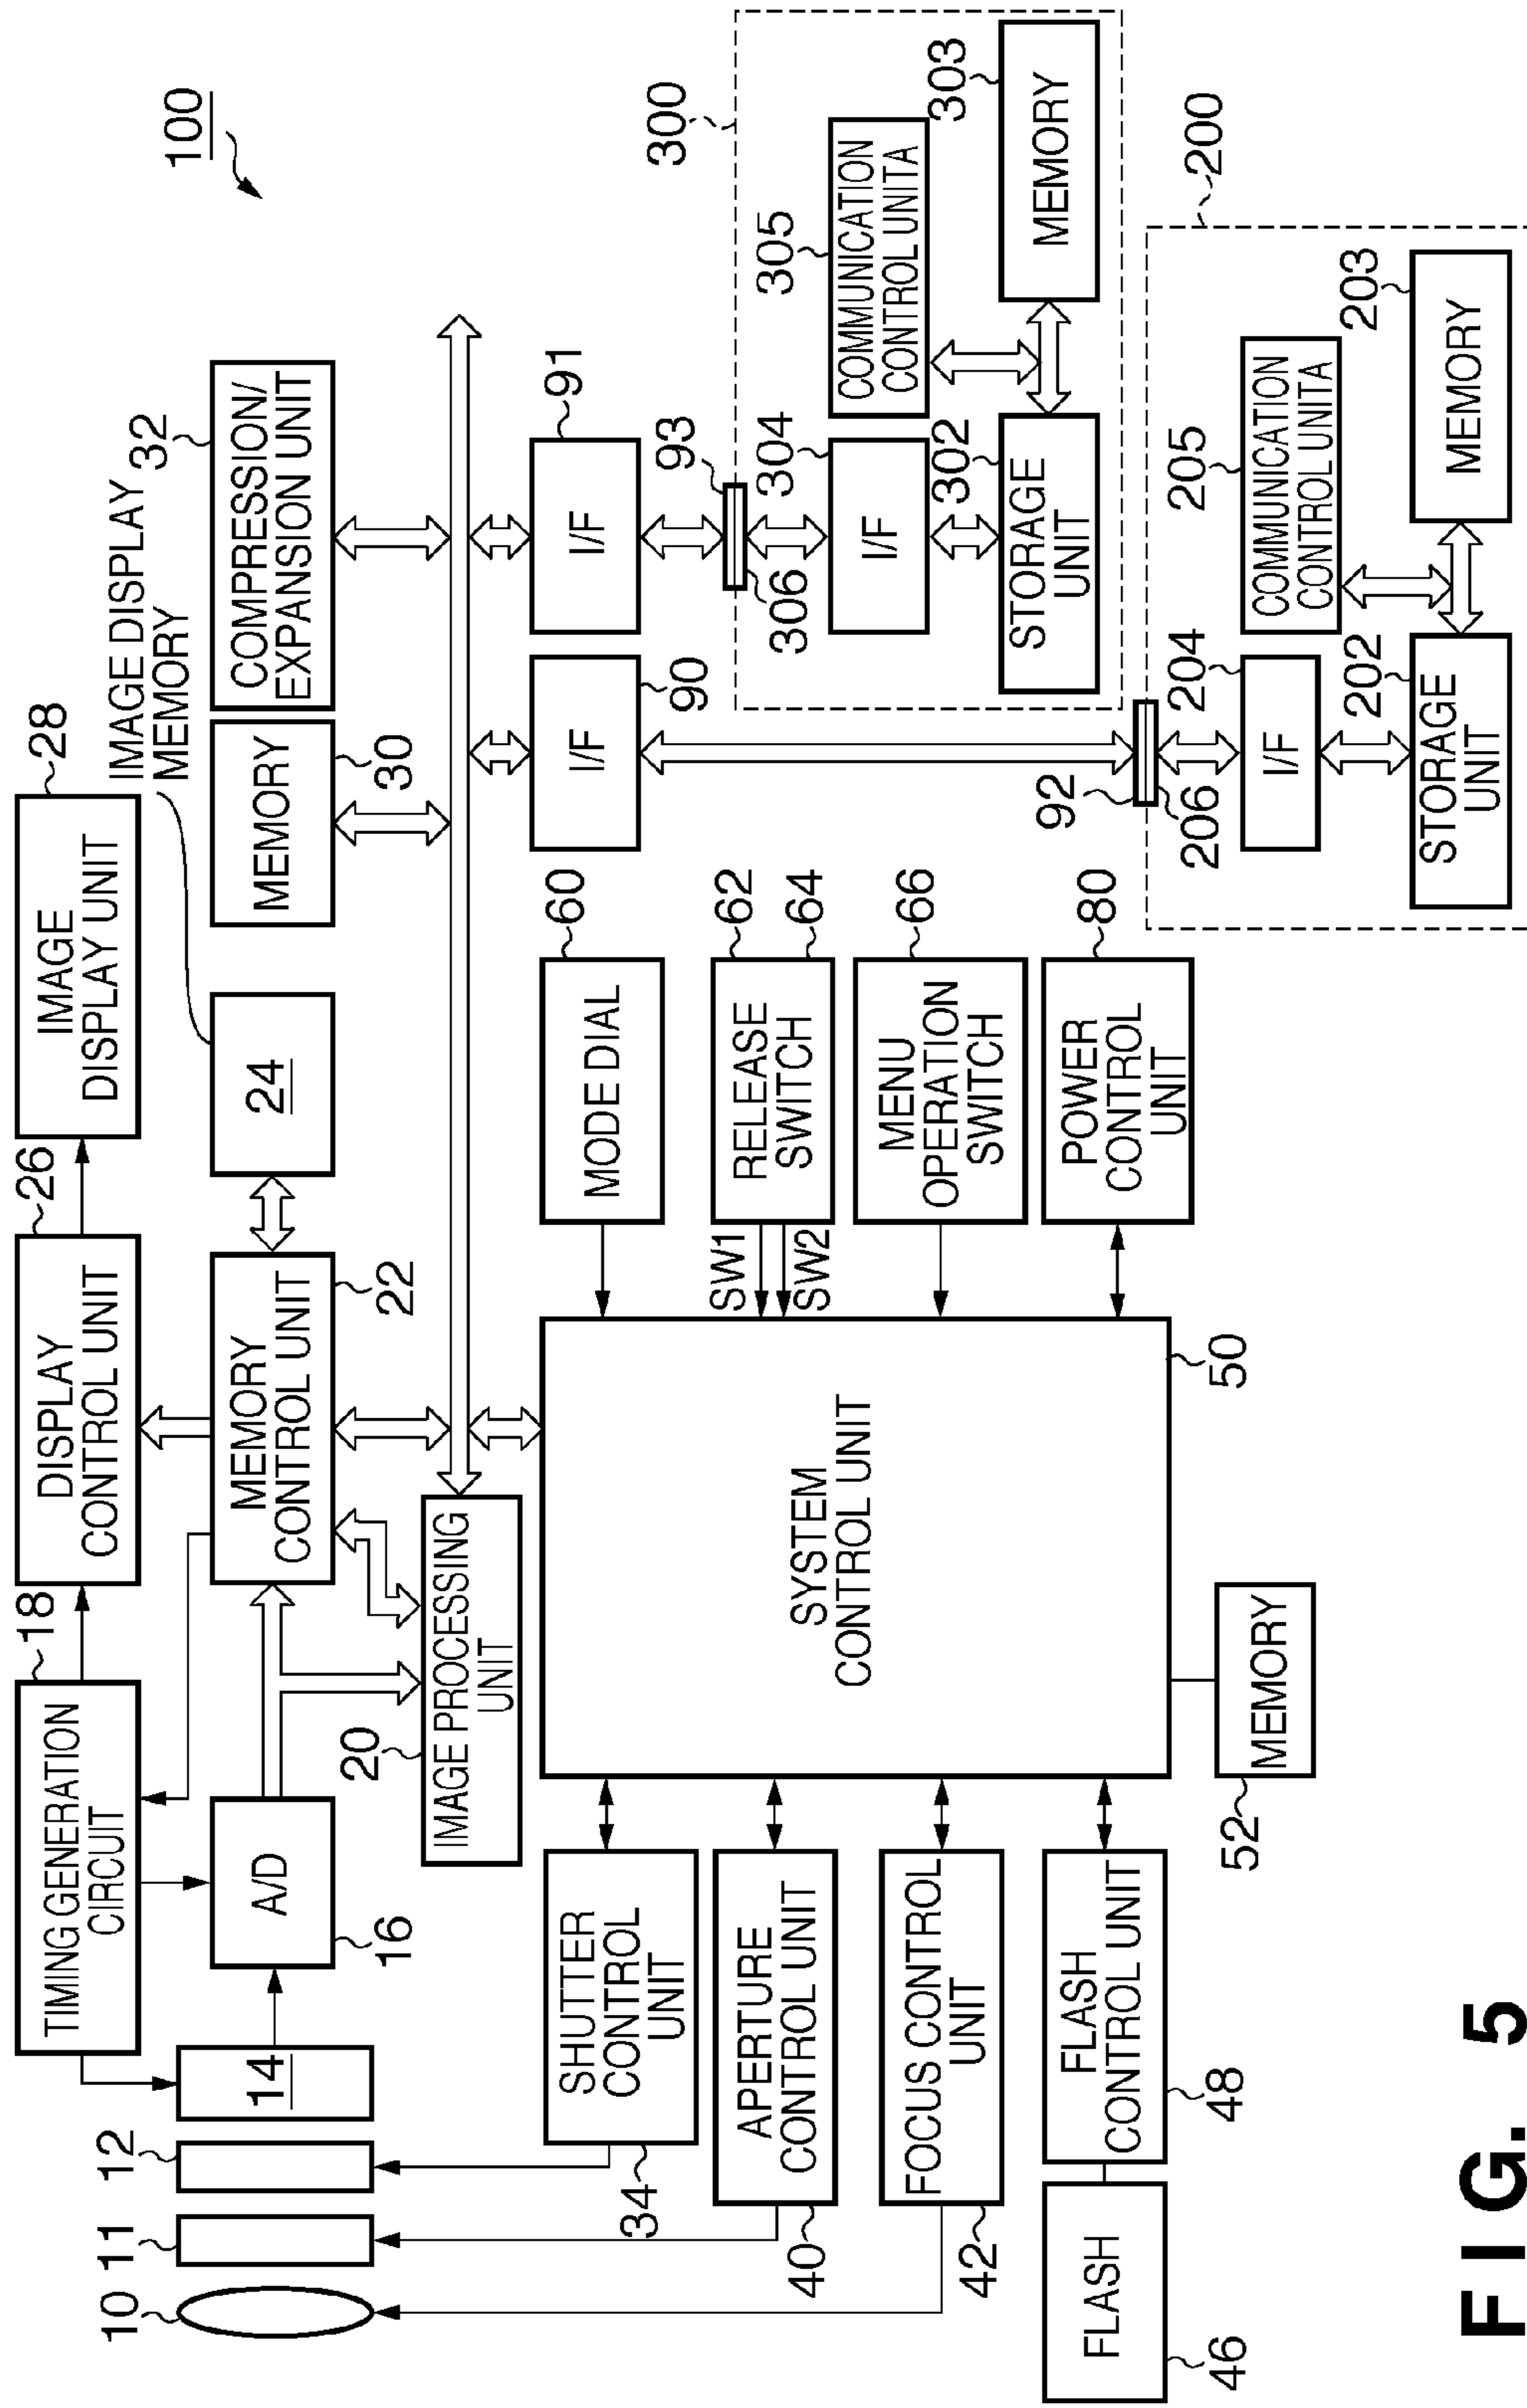 100
18
26
28
TIMING GENERATION
CIRCUIT
DISPLAY
CONTROL UNIT
IMAGE
DISPLAY UNIT
IMAGE DISPLAY
MEMORY
32
10
11
12
14
A/D
16
MEMORY
CONTROL UNIT
22
24
MEMORY
30
COMPRESSION/
EXPANSION UNIT
20
IMAGE PROCESSING
UNIT
SHUTTER
CONTROL
UNIT
34
APERTURE
CONTROL UNIT
40
FOCUS CONTROL
UNIT
42
FLASH
CONTROL UNIT
48
FLASH
46
SYSTEM
CONTROL UNIT
50
MEMORY
52
MODE DIAL
60
SW1
SW2
RELEASE
SWITCH
62
64
MENU
OPERATION
SWITCH
66
POWER
CONTROL
UNIT
80
I/F
90
I/F
91
93
306
300
I/F
304
COMMUNICATION
CONTROL UNITA
305
STORAGE
UNIT
302
MEMORY
303
92
206
200
I/F
204
COMMUNICATION
CONTROL UNITA
205
STORAGE
UNIT
202
MEMORY
203
FIG. 5